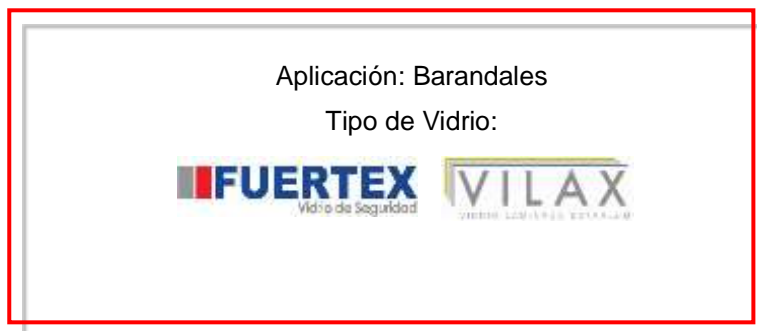 Aplicación: Barandales
Tipo de Vidrio:
FUERTEX
Vidrio de Seguridad
VILAX